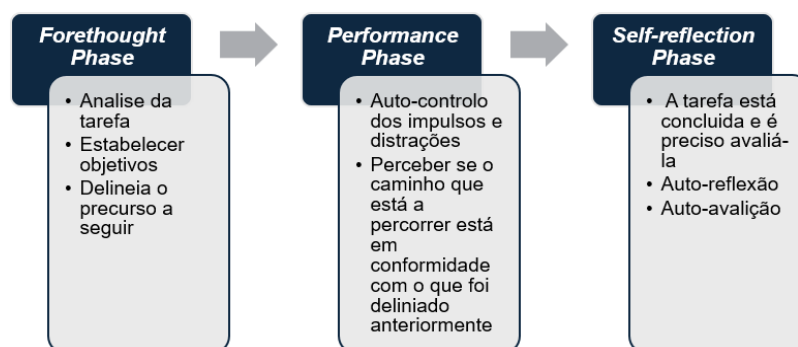 Forethought
Phase
• Analise da
tarefa
• Estabelecer
objetivos
• Delineia o
precurso a
seguir
Performance
Phase
• Auto-controlo
dos impulsos e
distrações
• Perceber se o
caminho que
está a
percorrer está
em
conformidade
com o que foi
deliniado
anteriormente
Self-reflection
Phase
• A tarefa está
concluida e é
preciso avaliá-
la
• Auto-reflexão
• Auto-avalição